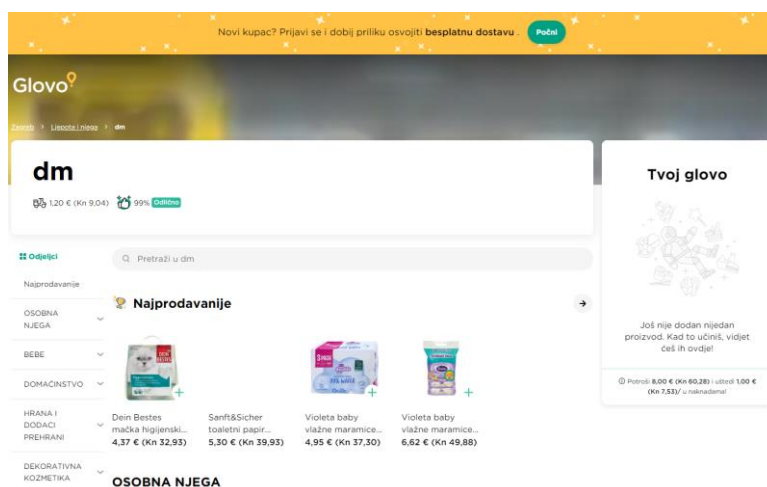 Novi kupac? Prijavi se i dobij priliku osvojiti besplatnu dostavu .
Počni
Glovo
Zagreb > Ljepota i njega > dm
dm
1,20 € (Kn 9,04) 99% Odlično
Tvoj glovo
Još nije dodan nijedan
proizvod. Kad to učiniš, vidjet
ćeš ih ovdje!
Potroši 8,00 € (Kn 60,28) i uštedi 1,00 €
(Kn 7,53)/ u naknadama!
Odjeljci
Najprodavanije
OSOBNA
NJEGA
BEBE
DOMAĆINSTVO
HRANA I
DODACI
PREHRANI
DEKORATIVNA
KOZMETIKA
Pretraži u dm
Najprodavanije
Dein Bestes
mačka higijenski...
4,37 € (Kn 32,93)
Sanft&Sicher
toaletni papir...
5,30 € (Kn 39,93)
Violeta baby
vlažne maramice...
4,95 € (Kn 37,30)
Violeta baby
vlažne maramice...
6,62 € (Kn 49,88)
OSOBNA NJEGA